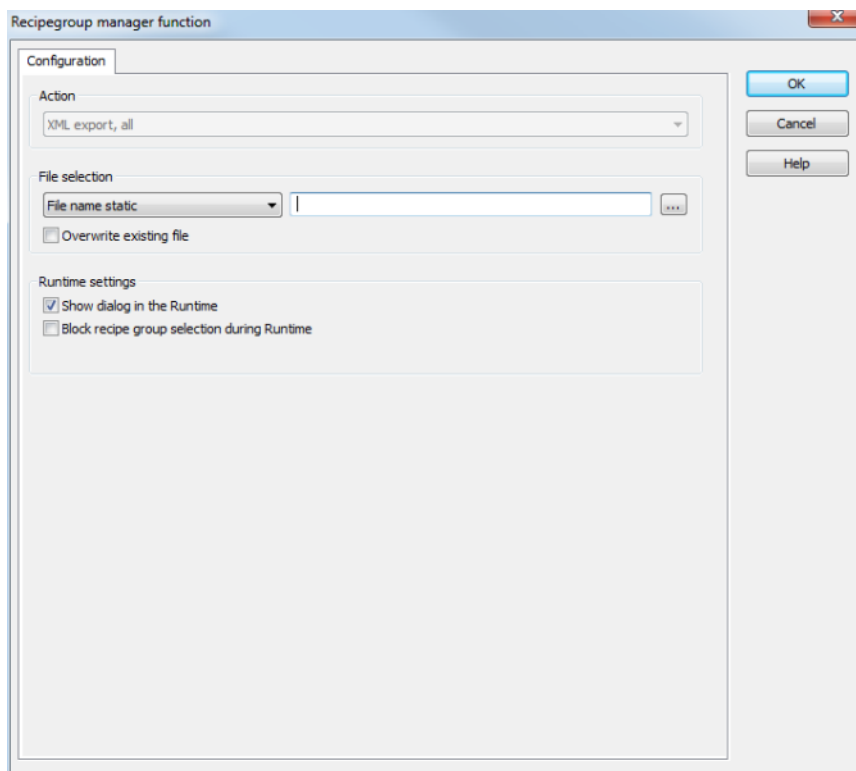 Recipegroup manager function
Configuration
OK
Action
XML export, all
Cancel
Help
File selection
File name static
...
Overwrite existing file
Runtime settings
Show dialog in the Runtime
Block recipe group selection during Runtime